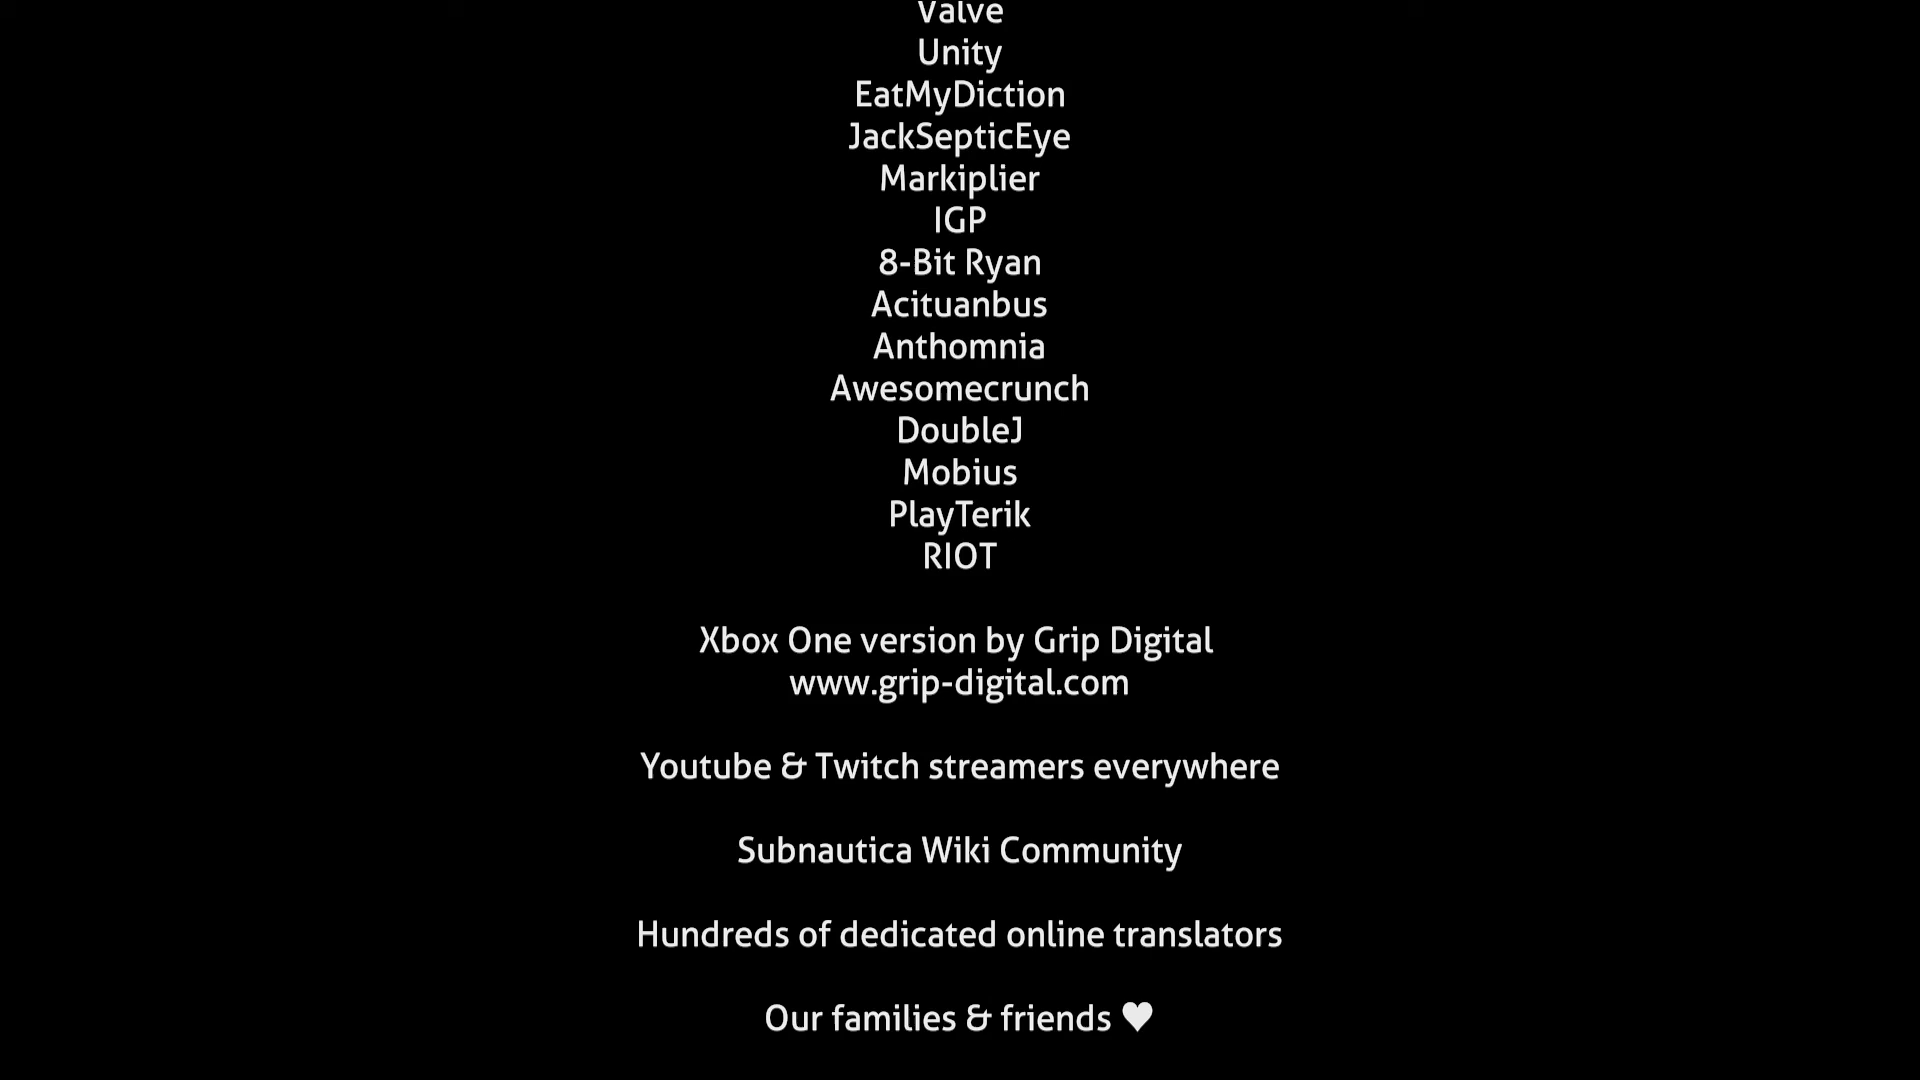 Valve
Unity
EatMyDiction
JackSepticEye
Markiplier
IGP
8-Bit Ryan
Acituanbus
Anthomnia
Awesomecrunch
DoubleJ
Mobius
PlayTerik
RIOT
Xbox One version by Grip Digital
www.grip-digital.com
Youtube & Twitch streamers everywhere
Subnautica Wiki Community
Hundreds of dedicated online translators
Our families & friends ♥